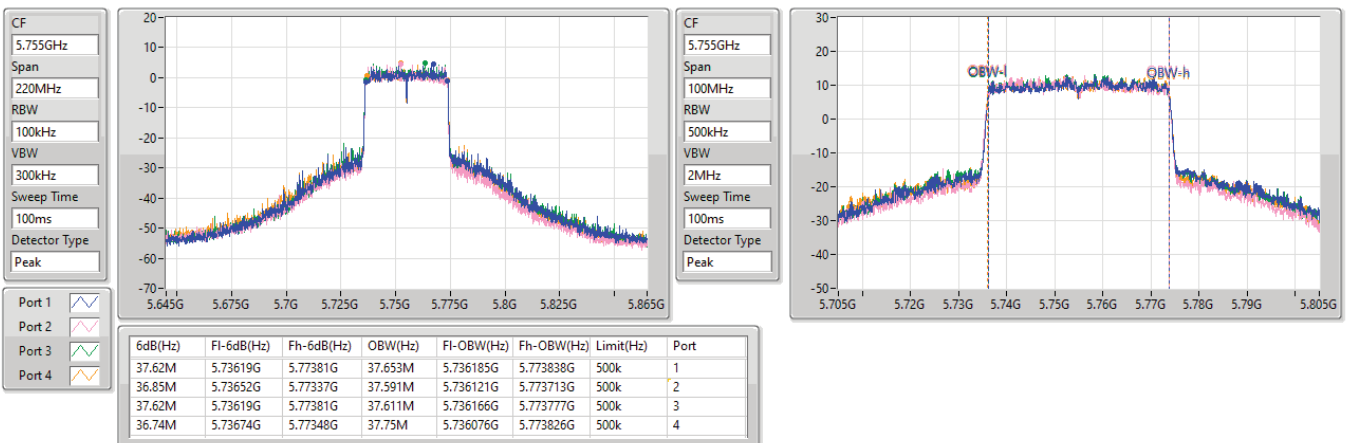 CF
5.755GHz
Span
220MHz
RBW
100kHz
VBW
300kHz
Sweep Time
100ms
Detector Type
Peak
20
10
0
-10
-20
-30
-40
-50
-60
-70
5.645G 5.675G 5.7G 5.725G 5.75G 5.775G 5.8G 5.825G 5.865G
CF
5.755GHz
Span
100MHz
RBW
500kHz
VBW
2MHz
Sweep Time
100ms
Detector Type
Peak
30
20
10
0
-10
-20
-30
-40
-50
OBW-l OBW-h
5.705G 5.72G 5.73G 5.74G 5.75G 5.76G 5.77G 5.78G 5.79G 5.805G
Port 1
Port 2
Port 3
Port 4
6dB(Hz) Fl-6dB(Hz) Fh-6dB(Hz) OBW(Hz) Fl-OBW(Hz) Fh-OBW(Hz) Limit(Hz) Port
37.62M 5.73619G 5.77381G 37.653M 5.736185G 5.773838G 500k 1
36.85M 5.73652G 5.77337G 37.591M 5.736121G 5.773713G 500k 2
37.62M 5.73619G 5.77381G 37.611M 5.736166G 5.773777G 500k 3
36.74M 5.73674G 5.77348G 37.75M 5.736076G 5.773826G 500k 4